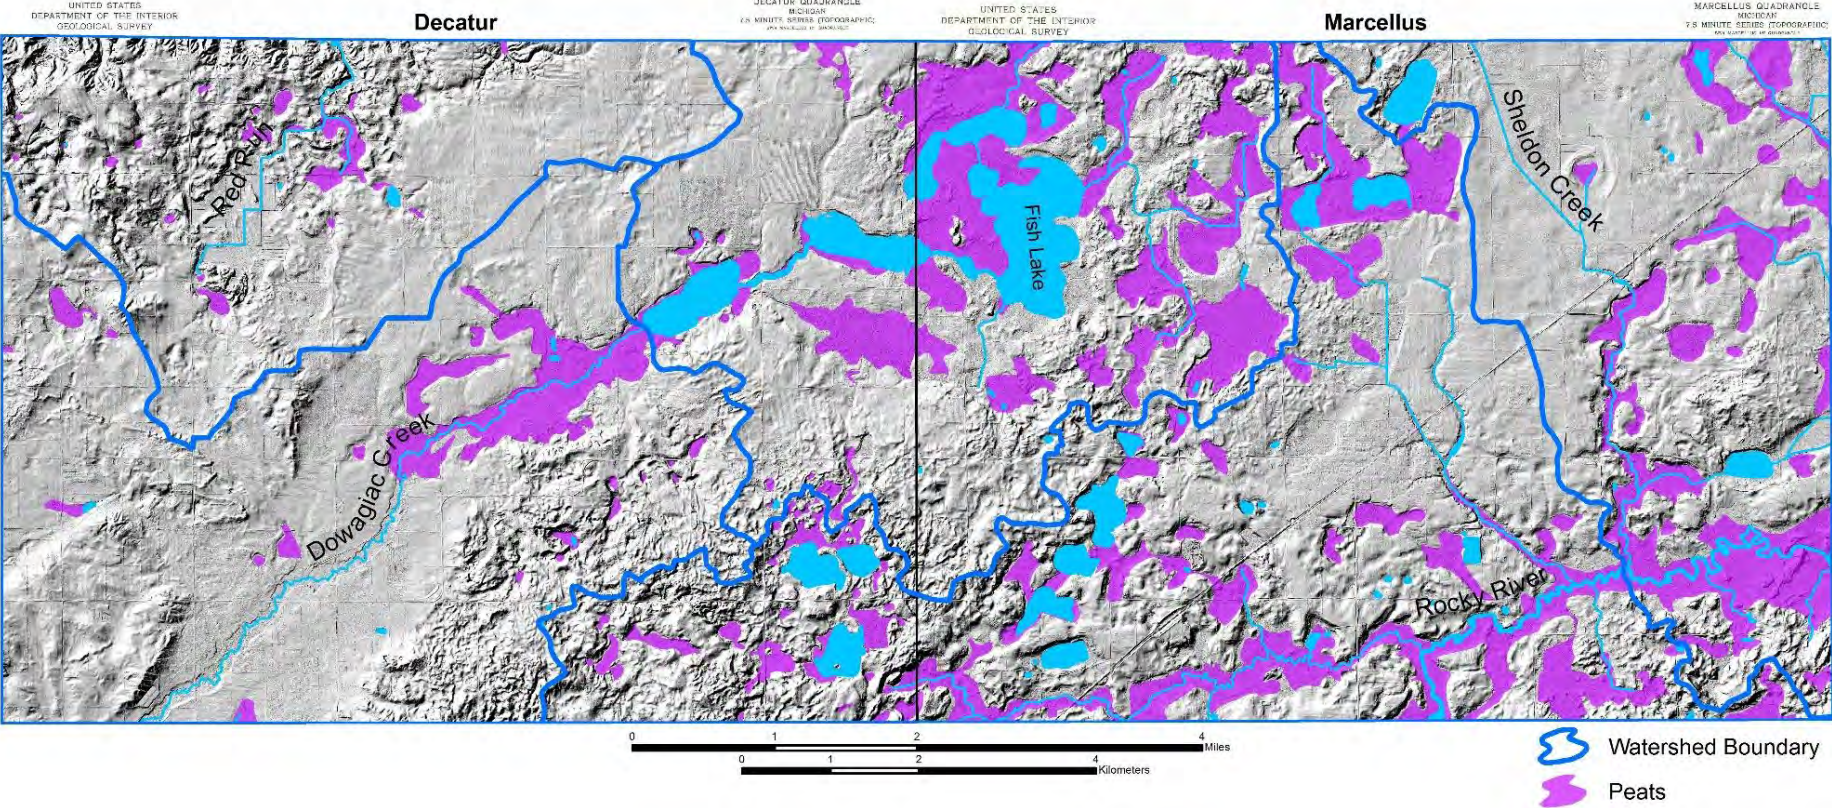 UNITED STATES
DEPARTMENT OF THE INTERIOR
GEOLOGICAL SURVEY
Decatur
DECATUR QUADRANGLE
MICHIGAN
7.5 MINUTE SERIES (TOPOGRAPHIC)
UNITED STATES
DEPARTMENT OF THE INTERIOR
GEOLOGICAL SURVEY
Marcellus
MARCELLUS QUADRANGLE
MICHIGAN
7.5 MINUTE SERIES (TOPOGRAPHIC)
Red Run
Sheldon Creek
Fish Lake
Dowagiac Creek
Rocky River
0 1 2 4 Miles
0 1 2 4 Kilometers
Watershed Boundary
Peats